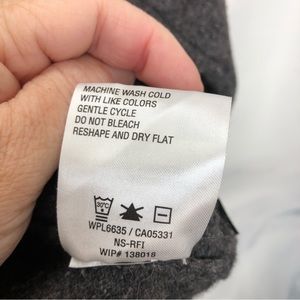 MACHINE WASH COLD
WITH LIKE COLORS
GENTLE CYCLE
DO NOT BLEACH
RESHAPE AND DRY FLAT
30°C
WPL6635 / CA05331
NS-RFI
WIP# 138018